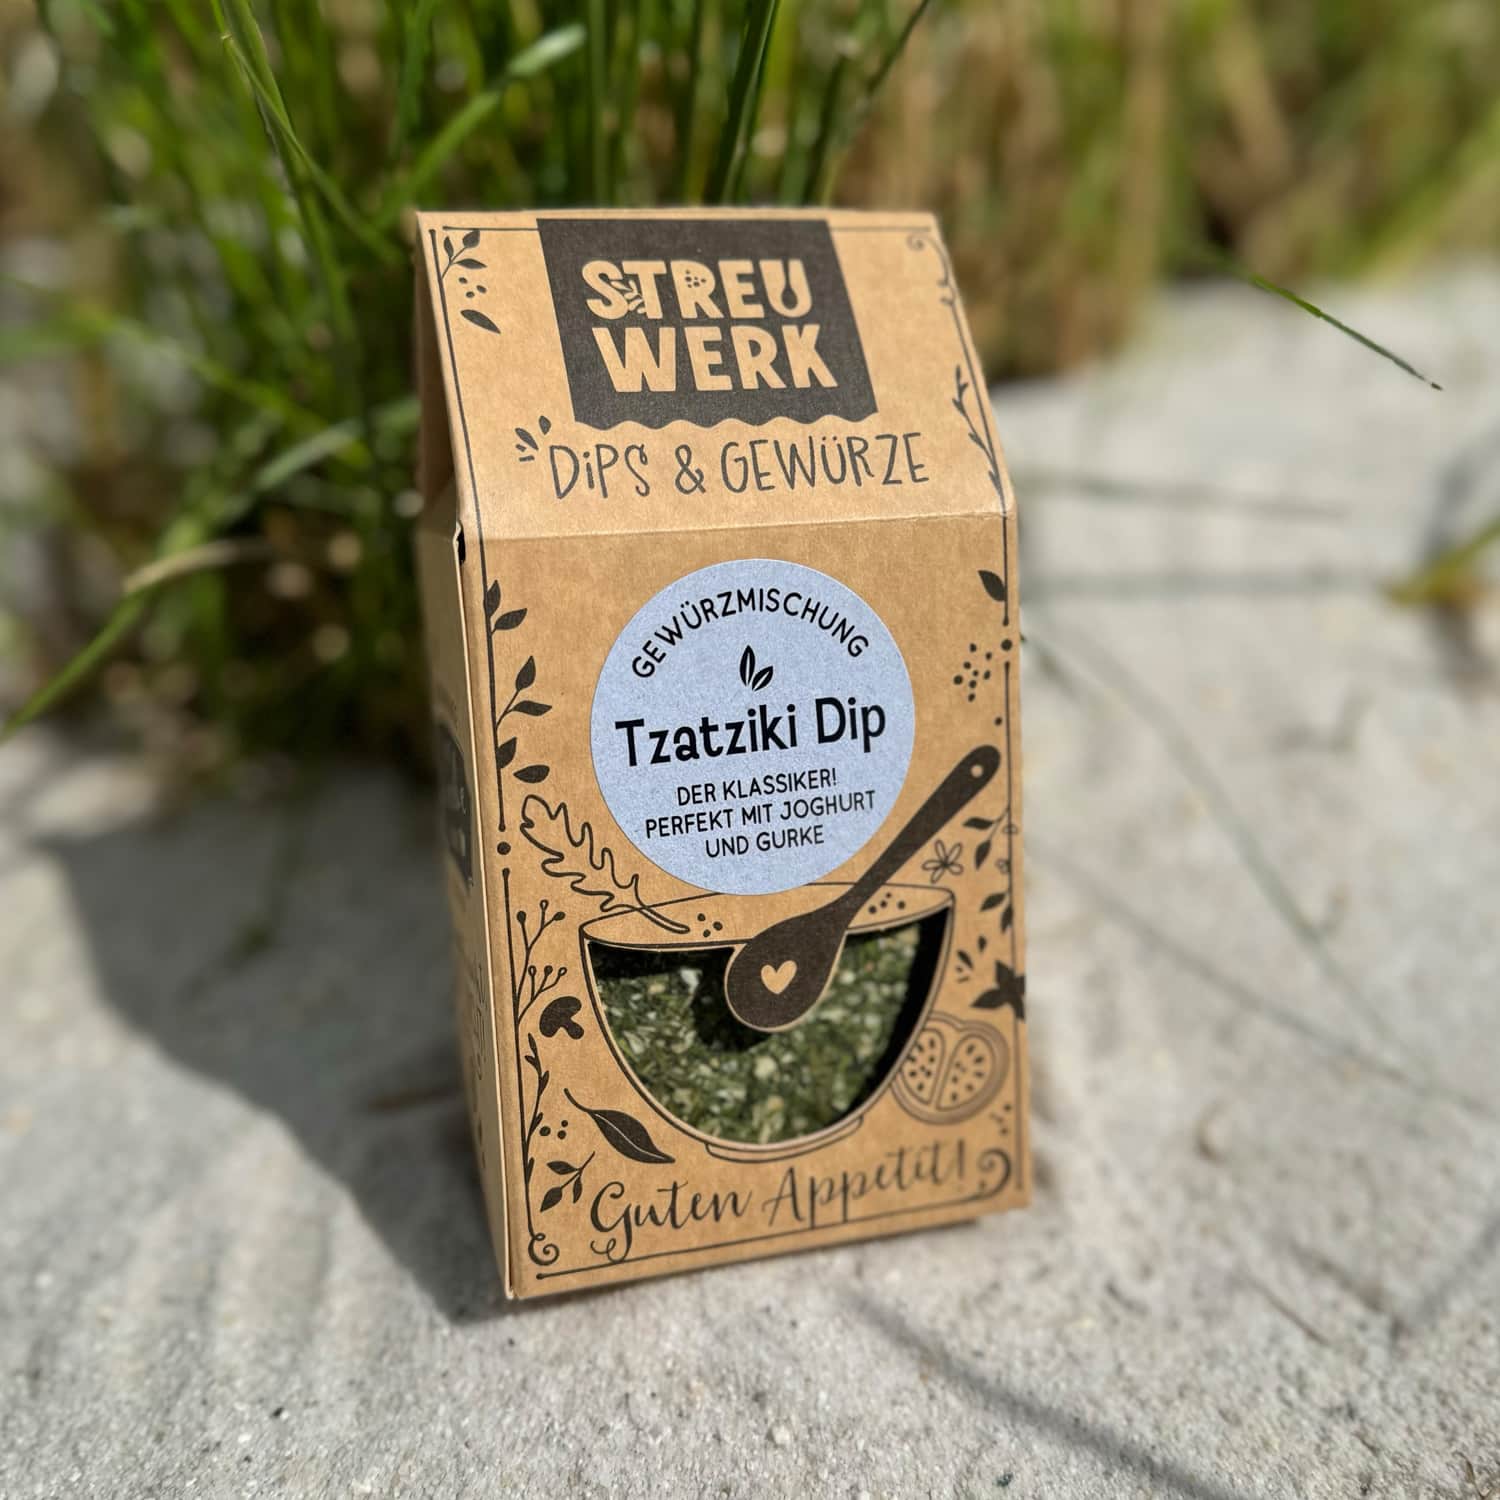 STREU
WERK
DiPS & GEWÜRZE
GEWÜRZMISCHUNG
Tzatziki Dip
DER KLASSIKER!
PERFEKT MIT JOGHURT
UND GURKE
Guten Appetit!